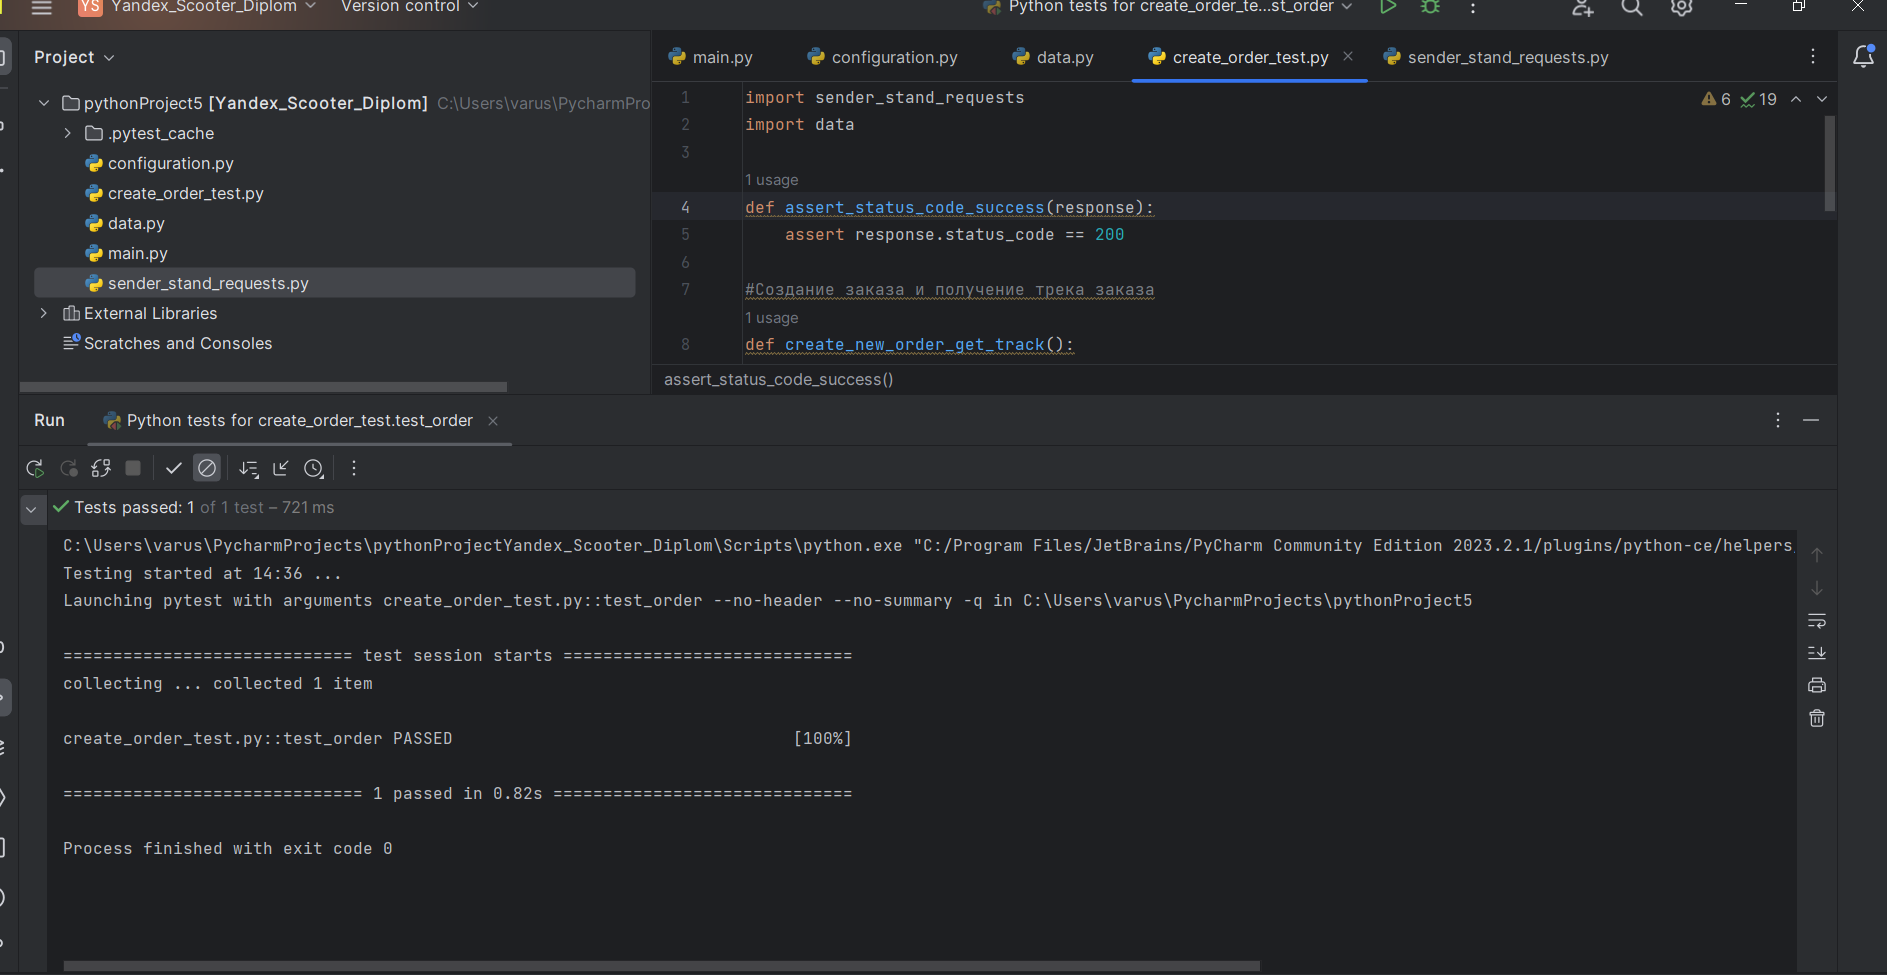 YS Yandex_Scooter_Diplom Version control Python tests for create_order_te...st_order
Project
pythonProject5 [Yandex_Scooter_Diplom] C:\Users\varus\PycharmPro
.pytest_cache
configuration.py
create_order_test.py
data.py
main.py
sender_stand_requests.py
External Libraries
Scratches and Consoles
main.py configuration.py data.py create_order_test.py sender_stand_requests.py
6 19
1 import sender_stand_requests
2 import data
3
1 usage
4 def assert_status_code_success(response):
5 assert response.status_code == 200
6
7 #Создание заказа и получение трека заказа
1 usage
8 def create_new_order_get_track():
assert_status_code_success()
Run Python tests for create_order_test.test_order
Tests passed: 1 of 1 test – 721 ms
C:\Users\varus\PycharmProjects\pythonProjectYandex_Scooter_Diplom\Scripts\python.exe "C:/Program Files/JetBrains/PyCharm Community Edition 2023.2.1/plugins/python-ce/helpers/
Testing started at 14:36 ...
Launching pytest with arguments create_order_test.py::test_order --no-header --no-summary -q in C:\Users\varus\PycharmProjects\pythonProject5
============================= test session starts =============================
collecting ... collected 1 item
create_order_test.py::test_order PASSED [100%]
============================== 1 passed in 0.82s ==============================
Process finished with exit code 0